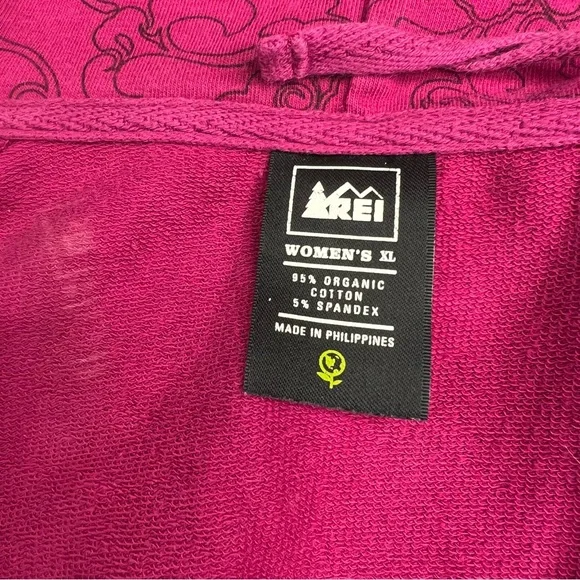 REI
WOMEN'S XL
95% ORGANIC
COTTON
5% SPANDEX
MADE IN PHILIPPINES